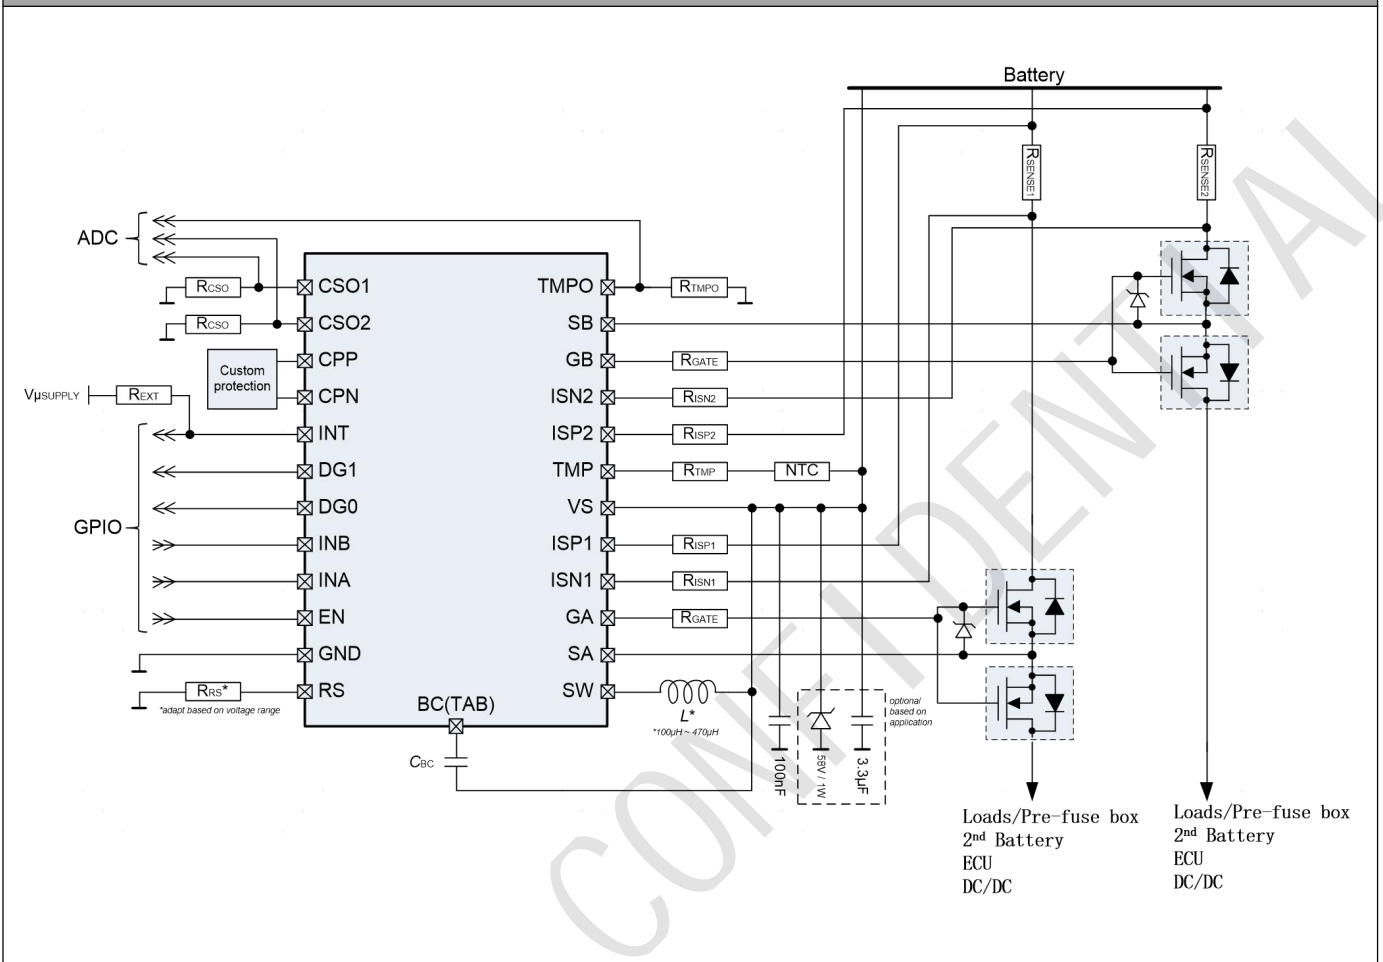 Battery
RSENSE1
RSENSE2
ADC
RCSO
CSO1
TMPO
RTMPO
RCSO
CSO2
SB
Custom
protection
CPP
GB
RGATE
VμSUPPLY
REXT
CPN
ISN2
RISN2
INT
ISP2
RISP2
DG1
TMP
RTMP
NTC
GPIO
DG0
VS
INB
ISP1
RISP1
INA
ISN1
RISN1
EN
GA
RGATE
GND
SA
RRS*
*adapt based on voltage range
RS
BC(TAB)
SW
L*
*100μH ~ 470μH
optional
based on
application
CBC
100nF
58V / 1W
3.3μF
Loads/Pre-fuse box
2nd Battery
ECU
DC/DC
Loads/Pre-fuse box
2nd Battery
ECU
DC/DC
CONFIDENTIAL